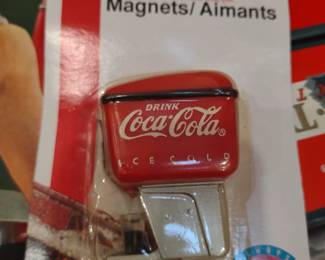 Magnets/Aimants
DRINK
Coca-Cola®
ICE COLD